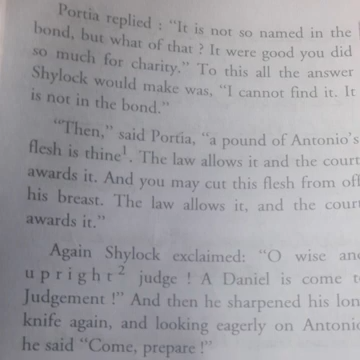 Portia replied : “It is not so named in the
bond, but what of that ? It were good you did
so much for charity.” To this all the answer
Shylock would make was, “I cannot find it. It
is not in the bond.”
“Then,” said Portia, “a pound of Antonio's
flesh is thine¹. The law allows it and the court
awards it. And you may cut this flesh from off
his breast. The law allows it, and the court
awards it.”
Again Shylock exclaimed: “O wise and
upright² judge ! A Daniel is come to
Judgement !” And then he sharpened his long
knife again, and looking eagerly on Antonio
he said “Come, prepare !”